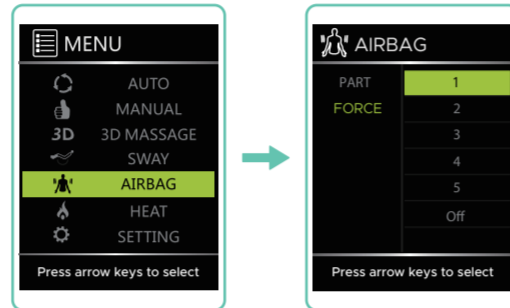 MENU
AUTO
MANUAL
3D 3D MASSAGE
SWAY
AIRBAG
HEAT
SETTING
Press arrow keys to select
AIRBAG
PART 1
FORCE 2
3
4
5
Off
Press arrow keys to select